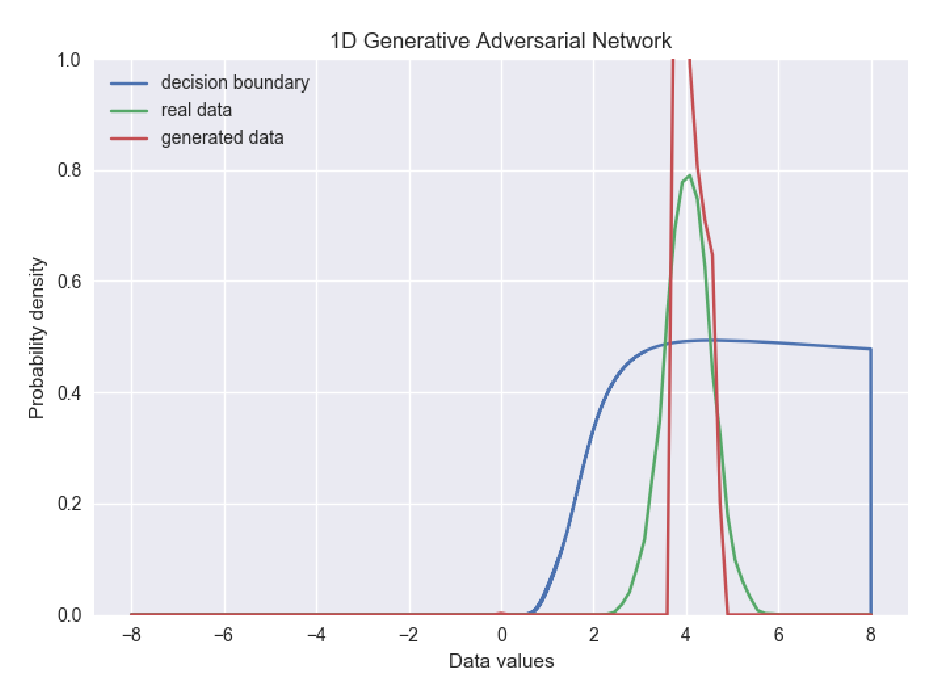 1D Generative Adversarial Network
1.0
decision boundary
real data
generated data
0.8
0.6
0.4
0.2
0.0
Probability density
−8
−6
−4
−2
0
2
4
6
8
Data values